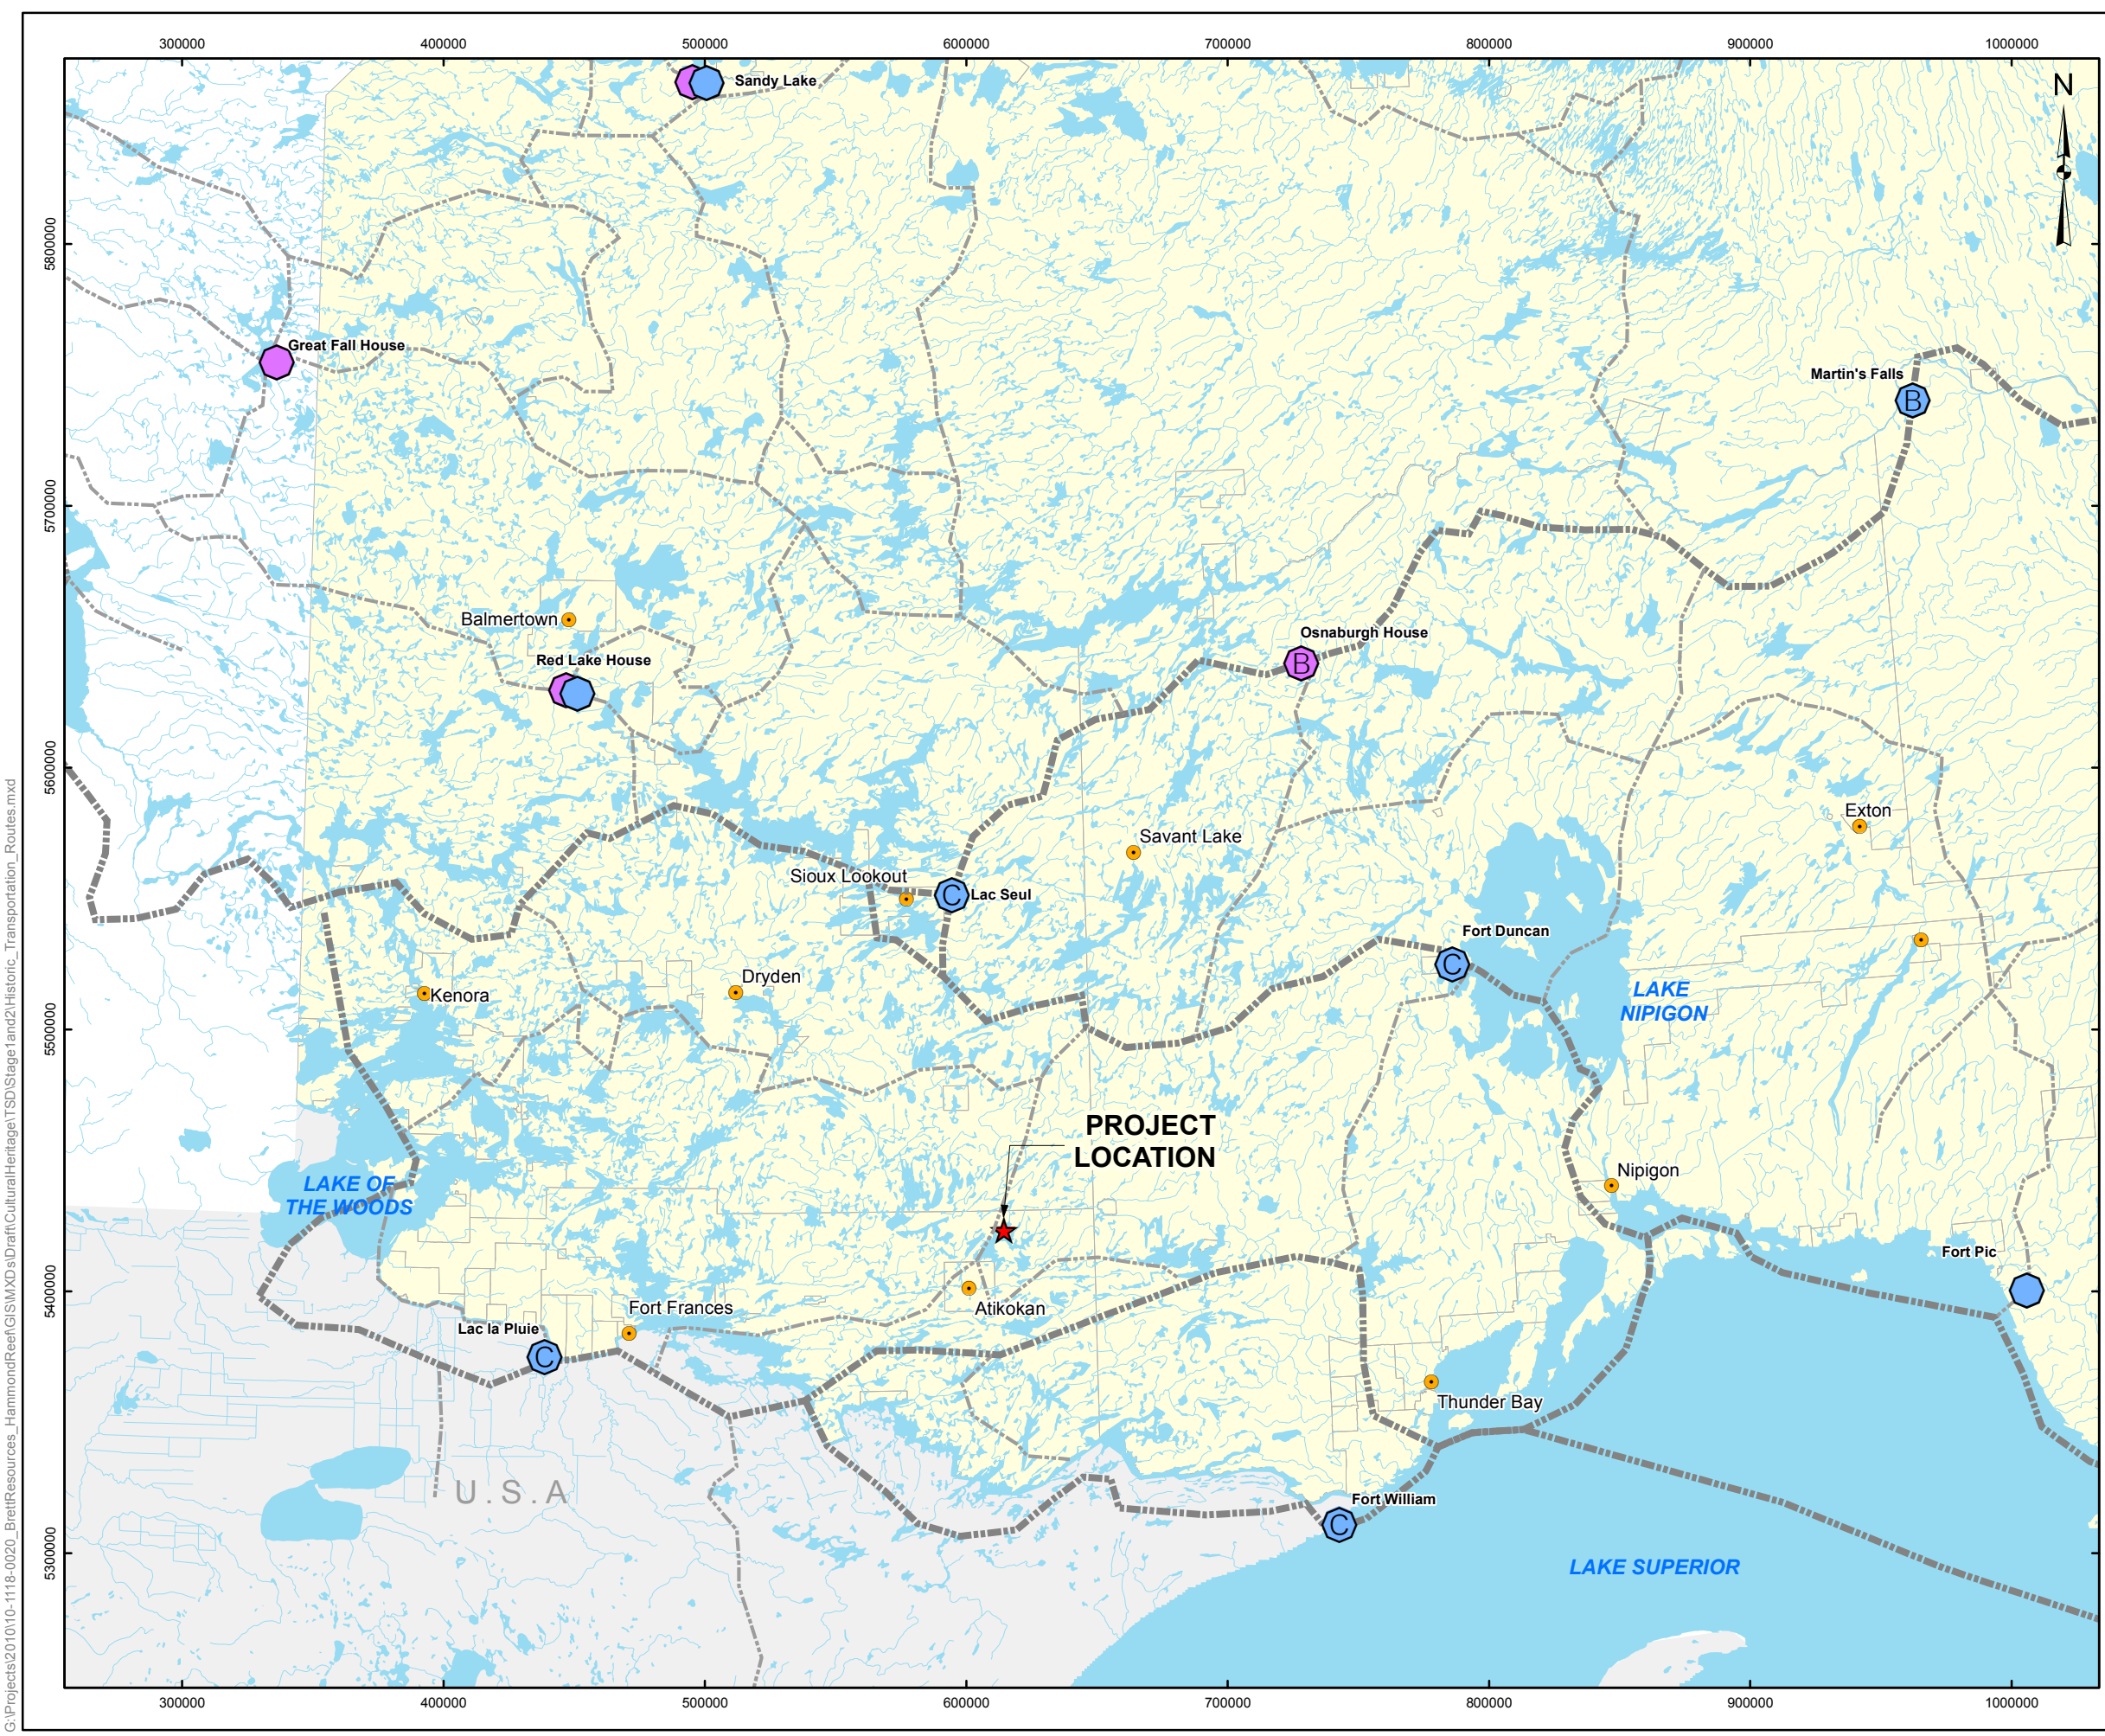 300000 400000 500000 600000 700000 800000 900000 1000000
N
Sandy Lake
5800000
Great Fall House
Martin's Falls
B
5700000
Balmertown
Osnaburgh House
B
Red Lake House
5600000
Exton
Savant Lake
Sioux Lookout
C
Lac Seul
Fort Duncan
C
Dryden
Kenora
LAKE
NIPIGON
5500000
PROJECT
LOCATION
Nipigon
LAKE OF
THE WOODS
Fort Pic
5400000
Fort Frances
Atikokan
Lac la Pluie
C
Thunder Bay
U.S.A
Fort William
C
5300000
LAKE SUPERIOR
300000 400000 500000 600000 700000 800000 900000 1000000
G:\Projects\2010\10-1118-0020_BrettResources_HammondReef\GIS\MXDs\Draft\CulturalHeritage\TSD\Stage1and2\Historic_Transportation_Routes.mxd